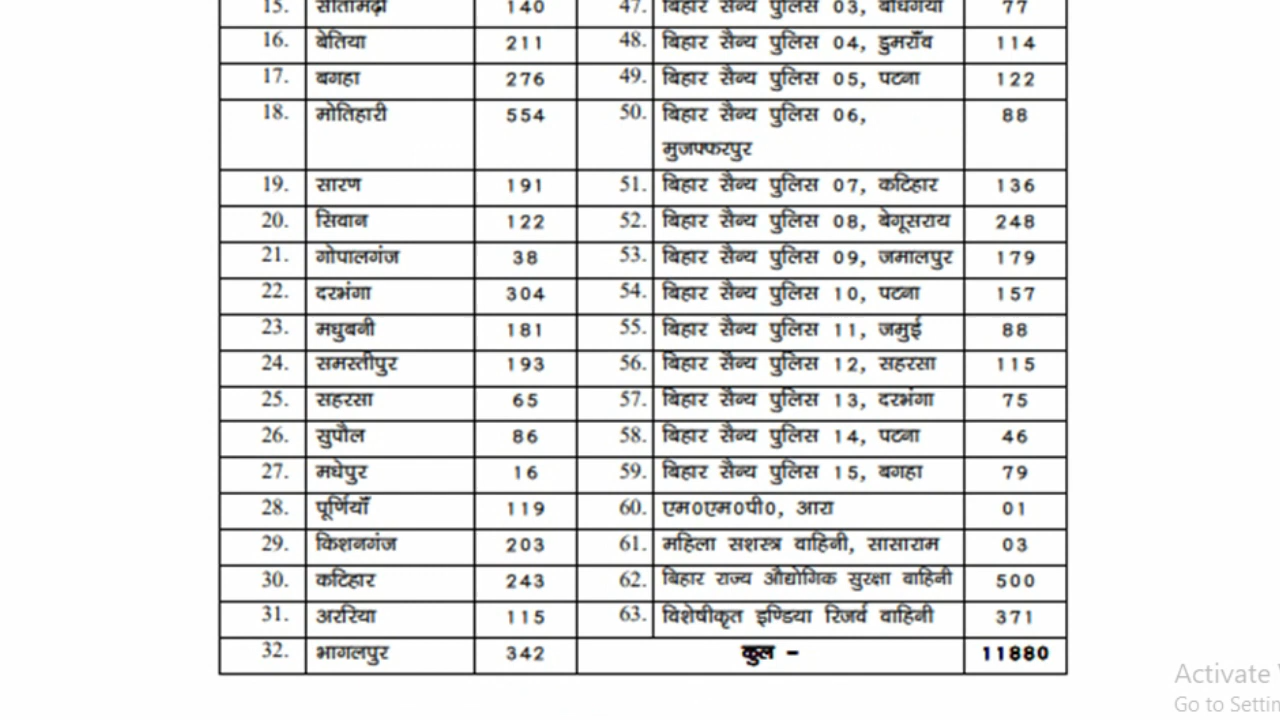 15. सीतामढ़ी 140 47. बिहार सैन्य पुलिस 03, बोधगया 77
16. बेतिया 211 48. बिहार सैन्य पुलिस 04, डुमराँव 114
17. बगहा 276 49. बिहार सैन्य पुलिस 05, पटना 122
18. मोतिहारी 554 50. बिहार सैन्य पुलिस 06, 88
मुजफ्फरपुर
19. सारण 191 51. बिहार सैन्य पुलिस 07, कटिहार 136
20. सिवान 122 52. बिहार सैन्य पुलिस 08, बेगूसराय 248
21. गोपालगंज 38 53. बिहार सैन्य पुलिस 09, जमालपुर 179
22. दरभंगा 304 54. बिहार सैन्य पुलिस 10, पटना 157
23. मधुबनी 181 55. बिहार सैन्य पुलिस 11, जमुई 88
24. समस्तीपुर 193 56. बिहार सैन्य पुलिस 12, सहरसा 115
25. सहरसा 65 57. बिहार सैन्य पुलिस 13, दरभंगा 75
26. सुपौल 86 58. बिहार सैन्य पुलिस 14, पटना 46
27. मधेपुर 16 59. बिहार सैन्य पुलिस 15, बगहा 79
28. पूर्णियाँ 119 60. एम0एम0पी0, आरा 01
29. किशनगंज 203 61. महिला सशस्त्र वाहिनी, सासाराम 03
30. कटिहार 243 62. बिहार राज्य औद्योगिक सुरक्षा वाहिनी 500
31. अररिया 115 63. विशेषीकृत इण्डिया रिजर्व वाहिनी 371
32. भागलपुर 342 कुल - 11880
Activate
Go to